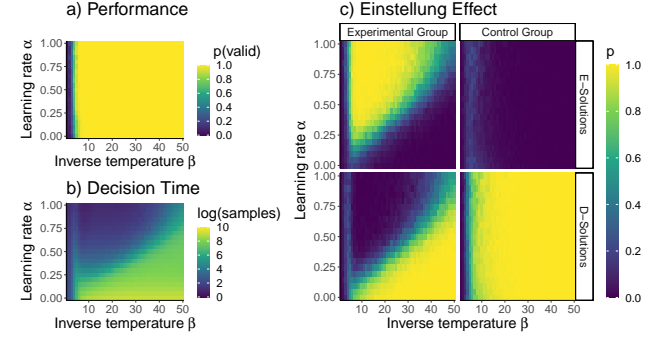 a) Performance
Learning rate α
1.00
0.75
0.50
0.25
0.00
10 20 30 40 50
Inverse temperature β
p(valid)
1.0
0.8
0.6
0.4
0.2
0.0
b) Decision Time
Learning rate α
1.00
0.75
0.50
0.25
0.00
10 20 30 40 50
Inverse temperature β
log(samples)
10
8
6
4
2
0
c) Einstellung Effect
Experimental Group
Control Group
Learning rate α
1.00
0.75
0.50
0.25
0.00
E−Solutions
1.00
0.75
0.50
0.25
0.00
D−Solutions
10 20 30 40 50
10 20 30 40 50
Inverse temperature β
p
1.0
0.8
0.6
0.4
0.2
0.0